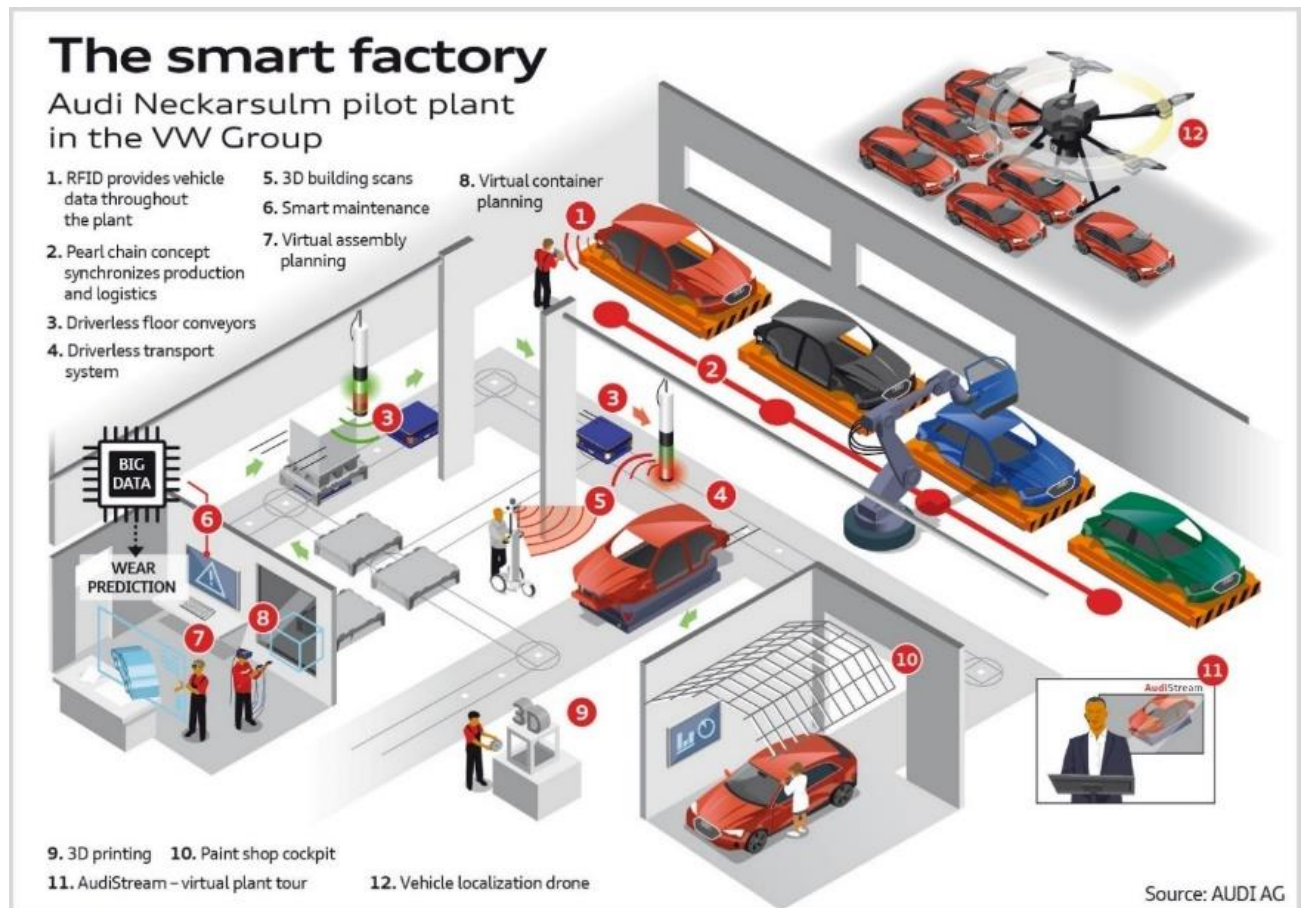 The smart factory
Audi Neckarsulm pilot plant
in the VW Group
1. RFID provides vehicle
data throughout
the plant
2. Pearl chain concept
synchronizes production
and logistics
3. Driverless floor conveyors
4. Driverless transport
system
5. 3D building scans
6. Smart maintenance
7. Virtual assembly
planning
8. Virtual container
planning
12
1
2
3
3
BIG
DATA
5
4
6
WEAR
PREDICTION
8
7
10
11
AudiStream
3D
9
9. 3D printing
10. Paint shop cockpit
11. AudiStream – virtual plant tour
12. Vehicle localization drone
Source: AUDI AG